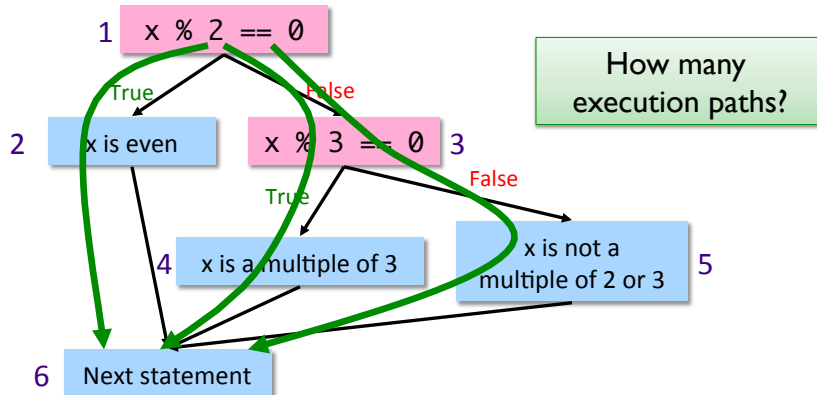 1
x % 2 == 0
How many
execution paths?
True
False
2
x is even
x % 3 == 0
3
True
False
4
x is a multiple of 3
x is not a
multiple of 2 or 3
5
6
Next statement